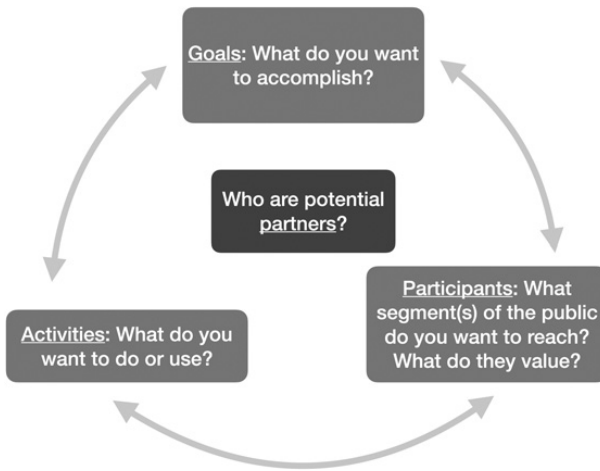 Goals: What do you want
to accomplish?
Who are potential
partners?
Participants: What
segment(s) of the public
do you want to reach?
What do they value?
Activities: What do you
want to do or use?